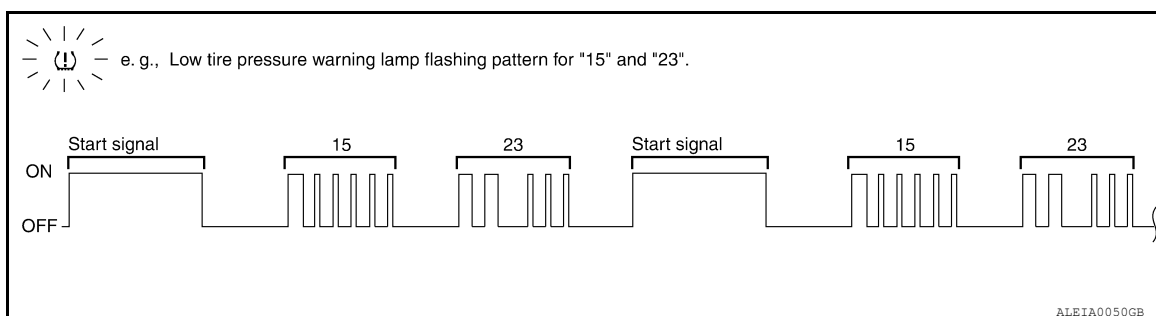 e. g., Low tire pressure warning lamp flashing pattern for "15" and "23".
Start signal 15 23 Start signal 15 23
ON
OFF
ALEIA0050GB